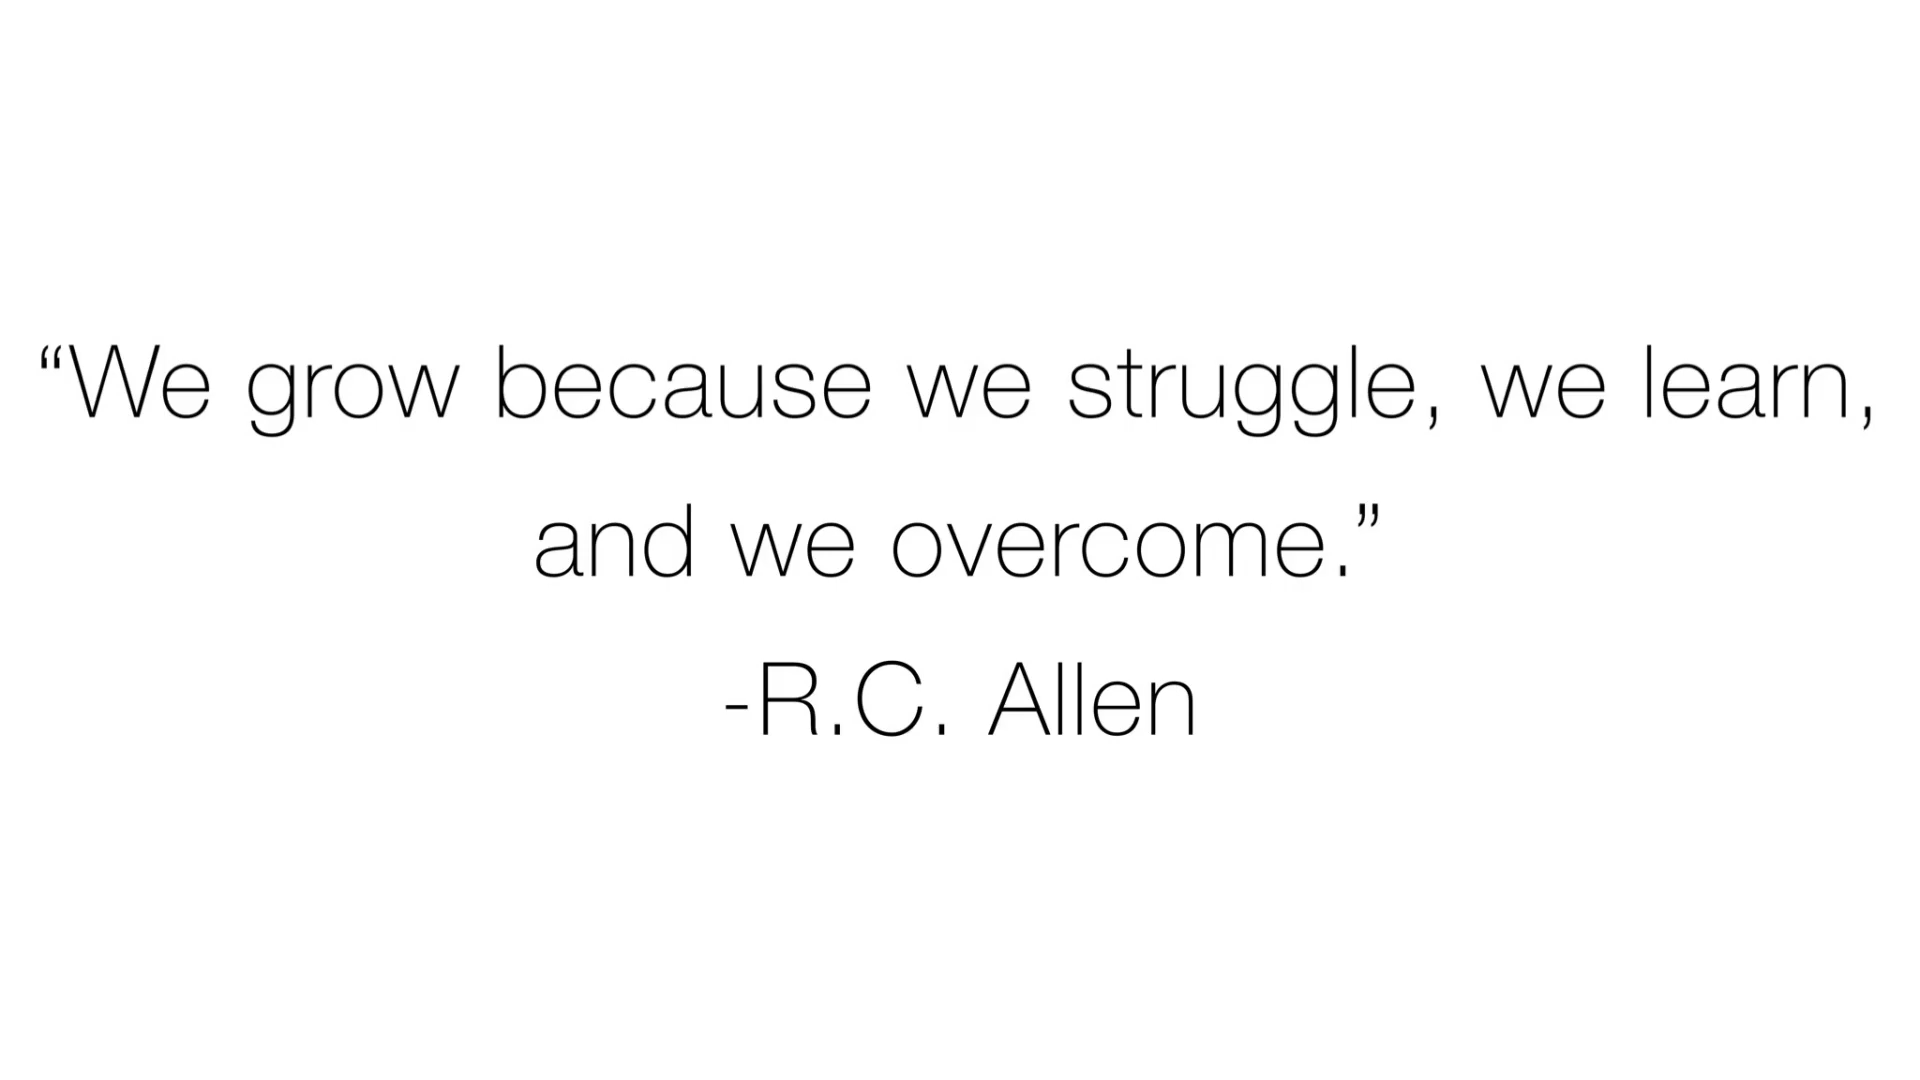 “We grow because we struggle, we learn,
and we overcome.”
-R.C. Allen